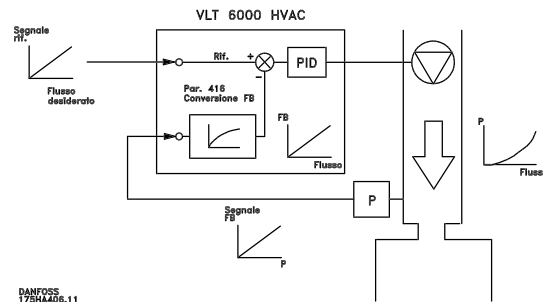 VLT 6000 HVAC
Segnale
rif.
Flusso
desiderato
Rif.
+
−
PID
Par. 416
Conversione FB
FB
Flusso
P
Fluss
P
Segnale
FB
P
DANFOSS
175HA406.11